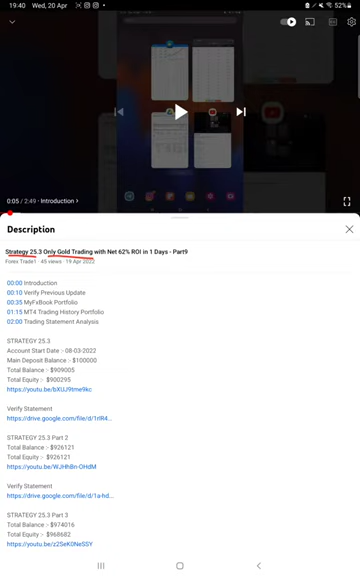 19:40 Wed, 20 Apr
52%
0:05 / 2:49 · Introduction >
Description
Strategy 25.3 Only Gold Trading with Net 62% ROI in 1 Days - Part9
Forex Trade1 · 45 views · 19 Apr 2022
00:00 Introduction
00:10 Verify Previous Update
00:35 MyFxBook Portfolio
01:15 MT4 Trading History Portfolio
02:00 Trading Statement Analysis
STRATEGY 25.3
Account Start Date :- 08-03-2022
Main Deposit Balance :- $100000
Total Balance :- $909005
Total Equity :- $900295
https://youtu.be/bXUJ9tme9kc
Verify Statement
https://drive.google.com/file/d/1rlR4...
STRATEGY 25.3 Part 2
Total Balance :- $926121
Total Equity :- $926121
https://youtu.be/WJHhBn-OHdM
Verify Statement
https://drive.google.com/file/d/1a-hd...
STRATEGY 25.3 Part 3
Total Balance :- $974016
Total Equity :- $968682
https://youtu.be/z2SeK0NeSSY